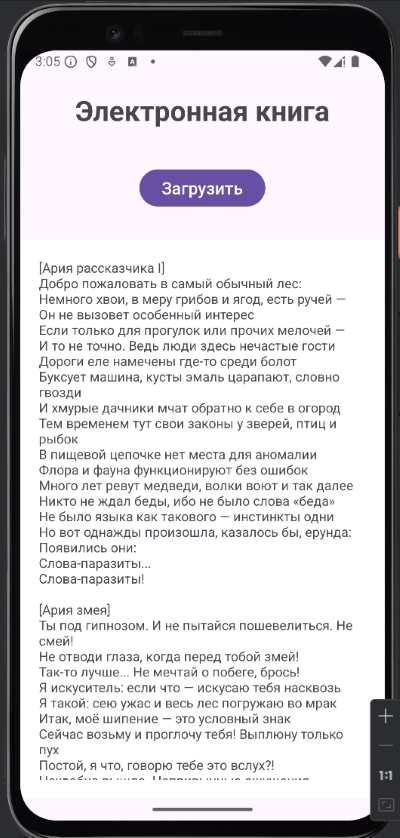 3:05
Электронная книга
Загрузить
[Ария рассказчика I]
Добро пожаловать в самый обычный лес:
Немного хвои, в меру грибов и ягод, есть ручей —
Он не вызовет особенный интерес
Если только для прогулок или прочих мелочей —
И то не точно. Ведь люди здесь нечастые гости
Дороги еле намечены где-то среди болот
Буксует машина, кусты эмаль царапают, словно
гвозди
И хмурые дачники мчат обратно к себе в огород
Тем временем тут свои законы у зверей, птиц и
рыбок
В пищевой цепочке нет места для аномалии
Флора и фауна функционируют без ошибок
Много лет ревут медведи, волки воют и так далее
Никто не ждал беды, ибо не было слова «беда»
Не было языка как такового — инстинкты одни
Но вот однажды произошла, казалось бы, ерунда:
Появились они:
Слова-паразиты...
Слова-паразиты!
[Ария змея]
Ты под гипнозом. И не пытайся пошевелиться. Не
смей!
Не отводи глаза, когда перед тобой змей!
Так-то лучше... Не мечтай о побеге, брось!
Я искуситель: если что — искусаю тебя насквозь
Я такой: сею ужас и весь лес погружаю во мрак
Итак, моё шипение — это условный знак
Сейчас возьму и проглочу тебя! Выплюну только
пух
Постой, я что, говорю тебе это вслух?!
1:1